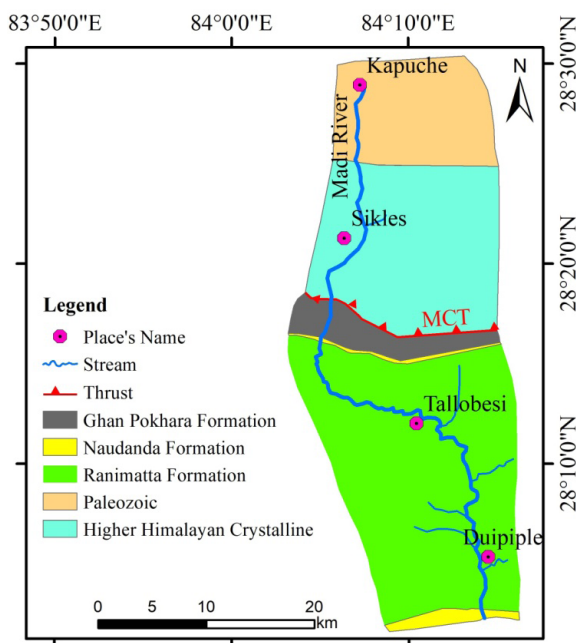 83°50'0"E
84°0'0"E
84°10'0"E
28°30'0"N
Kapuche
N
Madi River
Sikles
28°20'0"N
Legend
MCT
Place's Name
Stream
Thrust
Ghan Pokhara Formation
Tallobesi
Naudanda Formation
Ranimatta Formation
28°10'0"N
Paleozoic
Higher Himalayan Crystalline
Duipiple
0 5 10 20
km